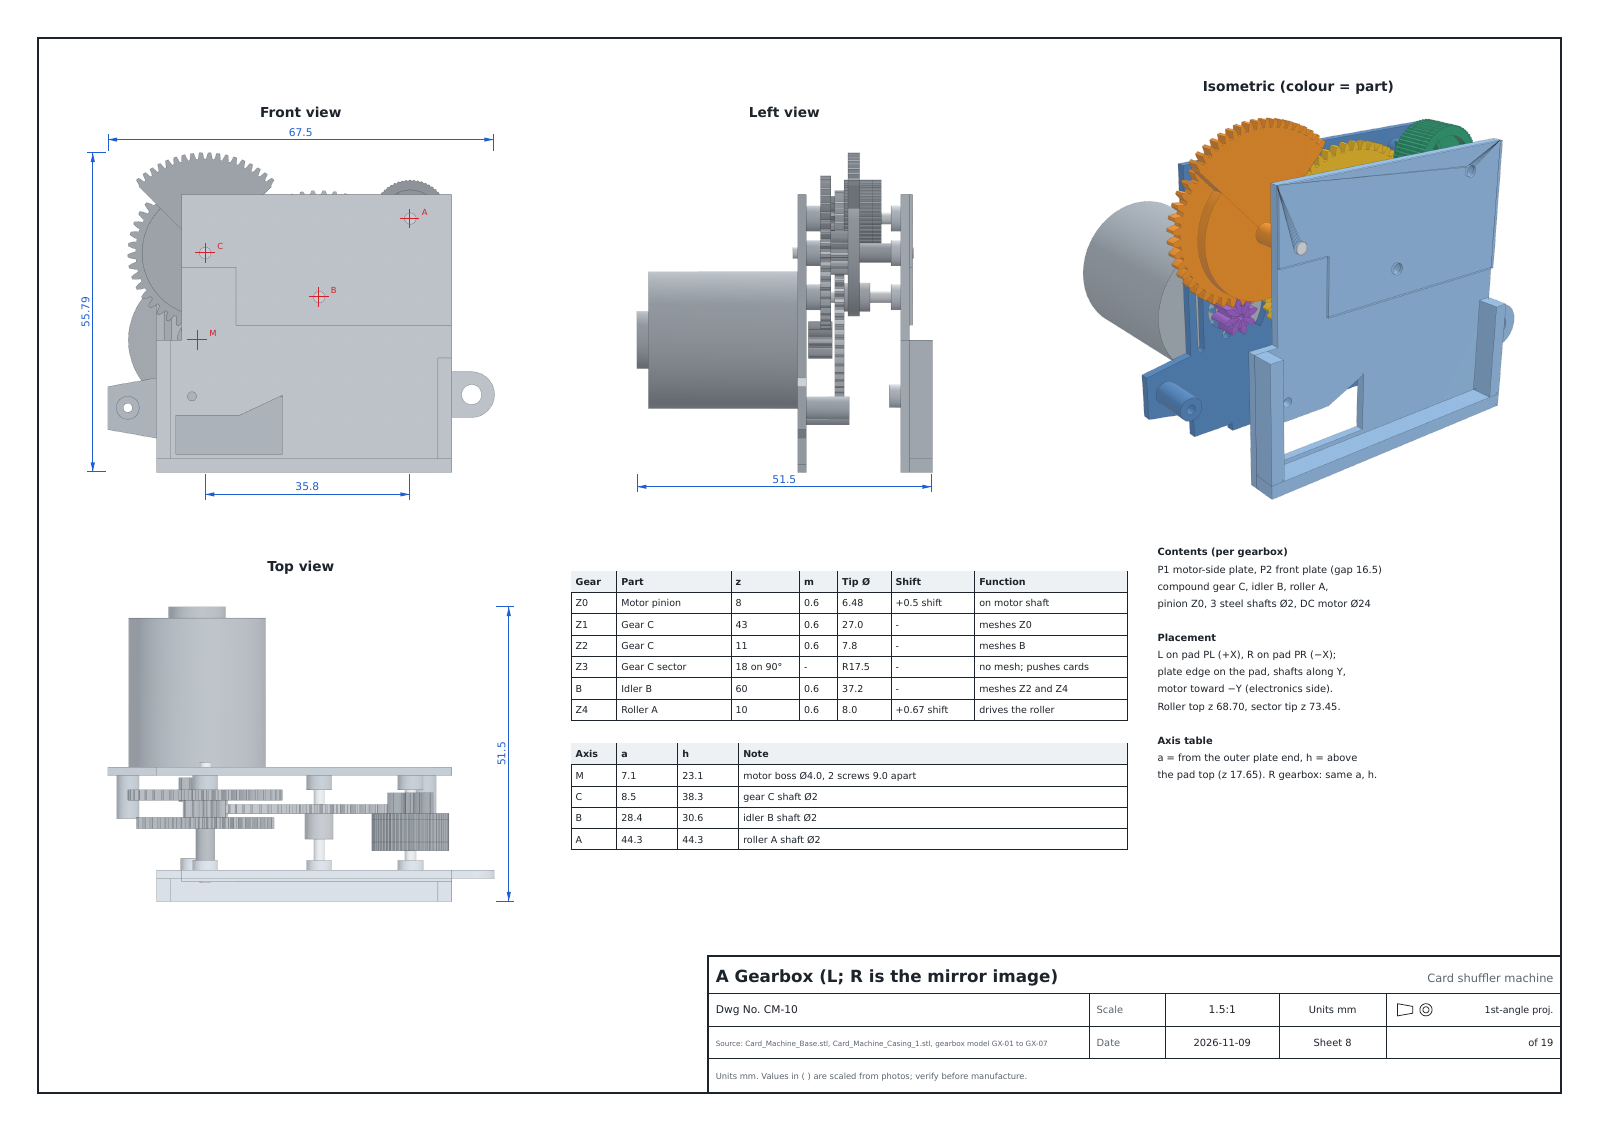 Isometric (colour = part)
Front view
Left view
67.5
A
C
B
M
55.79
35.8
51.5
Top view
51.5
Gear Part z m Tip Ø Shift Function
Z0 Motor pinion 8 0.6 6.48 +0.5 shift on motor shaft
Z1 Gear C 43 0.6 27.0 - meshes Z0
Z2 Gear C 11 0.6 7.8 - meshes B
Z3 Gear C sector 18 on 90° - R17.5 - no mesh; pushes cards
B Idler B 60 0.6 37.2 - meshes Z2 and Z4
Z4 Roller A 10 0.6 8.0 +0.67 shift drives the roller
Axis a h Note
M 7.1 23.1 motor boss Ø4.0, 2 screws 9.0 apart
C 8.5 38.3 gear C shaft Ø2
B 28.4 30.6 idler B shaft Ø2
A 44.3 44.3 roller A shaft Ø2
Contents (per gearbox)
P1 motor-side plate, P2 front plate (gap 16.5)
compound gear C, idler B, roller A,
pinion Z0, 3 steel shafts Ø2, DC motor Ø24
Placement
L on pad PL (+X), R on pad PR (−X);
plate edge on the pad, shafts along Y,
motor toward −Y (electronics side).
Roller top z 68.70, sector tip z 73.45.
Axis table
a = from the outer plate end, h = above
the pad top (z 17.65). R gearbox: same a, h.
A Gearbox (L; R is the mirror image) Card shuffler machine
Dwg No. CM-10 Scale 1.5:1 Units mm 1st-angle proj.
Source: Card_Machine_Base.stl, Card_Machine_Casing_1.stl, gearbox model GX-01 to GX-07 Date 2026-11-09 Sheet 8 of 19
Units mm. Values in ( ) are scaled from photos; verify before manufacture.